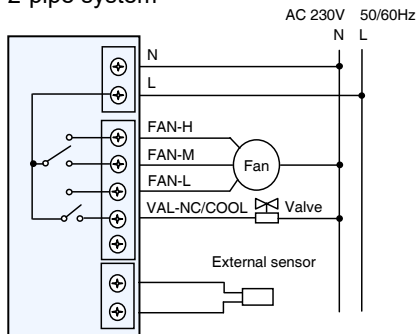 2-pipe system
AC 230V 50/60Hz
N L
N
L
FAN-H
FAN-M
Fan
FAN-L
VAL-NC/COOL Valve
External sensor